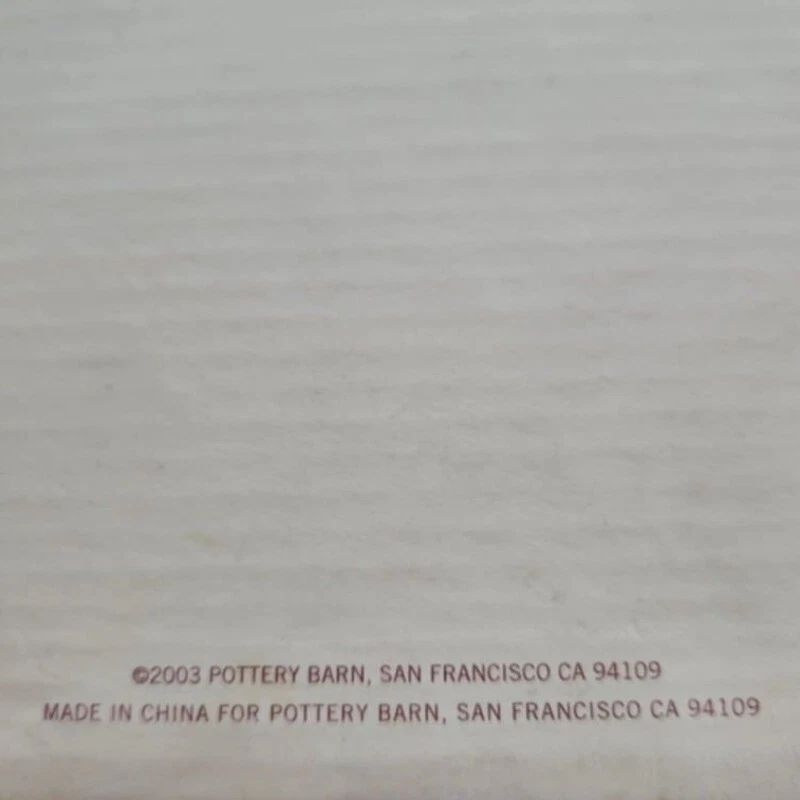 ©2003 POTTERY BARN, SAN FRANCISCO CA 94109
MADE IN CHINA FOR POTTERY BARN, SAN FRANCISCO CA 94109